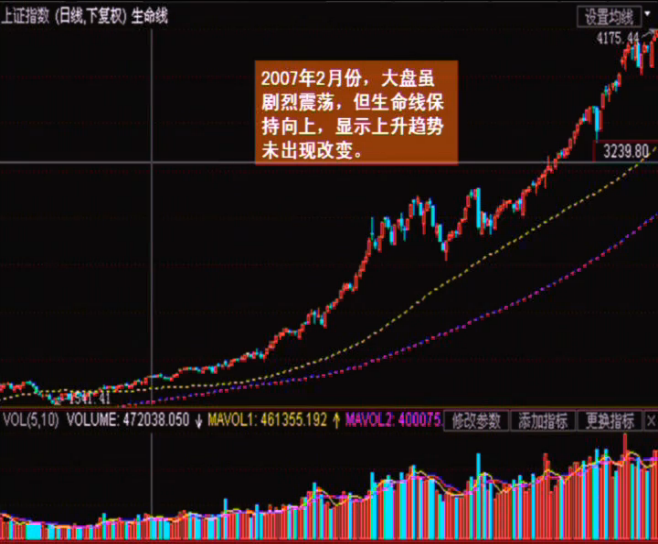 上证指数 (日线,下复权) 生命线
设置均线
4175.44
2007年2月份，大盘虽
剧烈震荡，但生命线保
持向上，显示上升趋势
未出现改变。
3239.80
1541.41
VOL(5,10) VOLUME: 472038.050 ↓ MAVOL1: 461355.192 ↑ MAVOL2: 400075. 修改参数 添加指标 更换指标 X